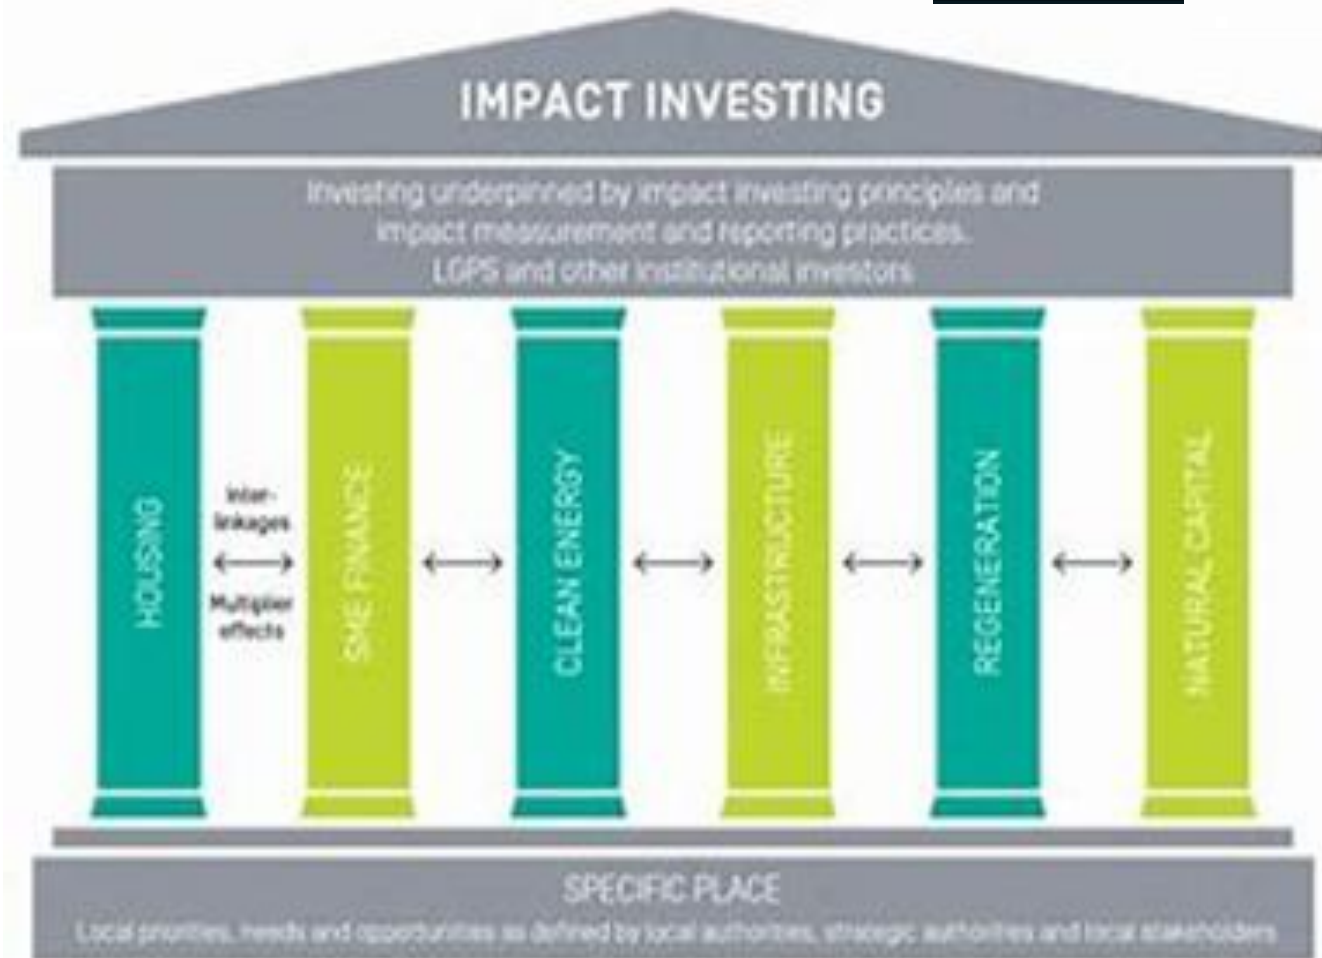 IMPACT INVESTING
Investing underpinned by impact investing principles and
impact measurement and reporting practices.
LGPS and other institutional investors
HOUSING
Inter-
linkages
Multiplier
effects
SME FINANCE
CLEAN ENERGY
INFRASTRUCTURE
REGENERATION
NATURAL CAPITAL
SPECIFIC PLACE
Local priorities, needs and opportunities as defined by local authorities, strategic authorities and local stakeholders